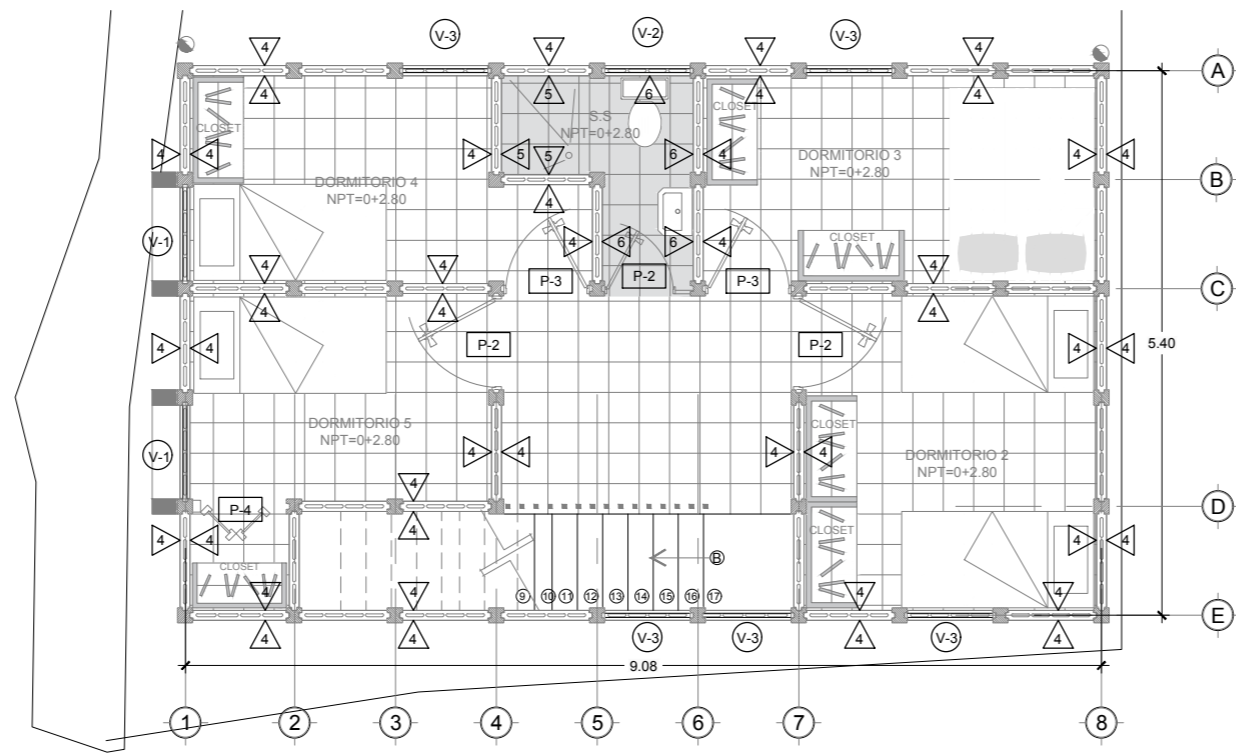 V-3
V-2
V-3
4
4
4
4
A
4
5
6
4
4
CLOSET
S.S
NPT=0+2.80
CLOSET
4
4
4
5
5
6
4
DORMITORIO 3
NPT=0+2.80
4
4
B
DORMITORIO 4
NPT=0+2.80
4
V-1
4
6
6
4
CLOSET
4
4
P-3
P-2
P-3
4
C
4
4
4
4
4
P-2
P-2
4
4
5.40
DORMITORIO 5
NPT=0+2.80
CLOSET
V-1
4
4
4
4
DORMITORIO 2
NPT=0+2.80
4
P-4
D
4
4
4
CLOSET
4
4
B
CLOSET
4
4
9
10
11
12
13
14
15
16
17
4
4
E
4
4
V-3
V-3
4
V-3
4
9.08
1
2
3
4
5
6
7
8